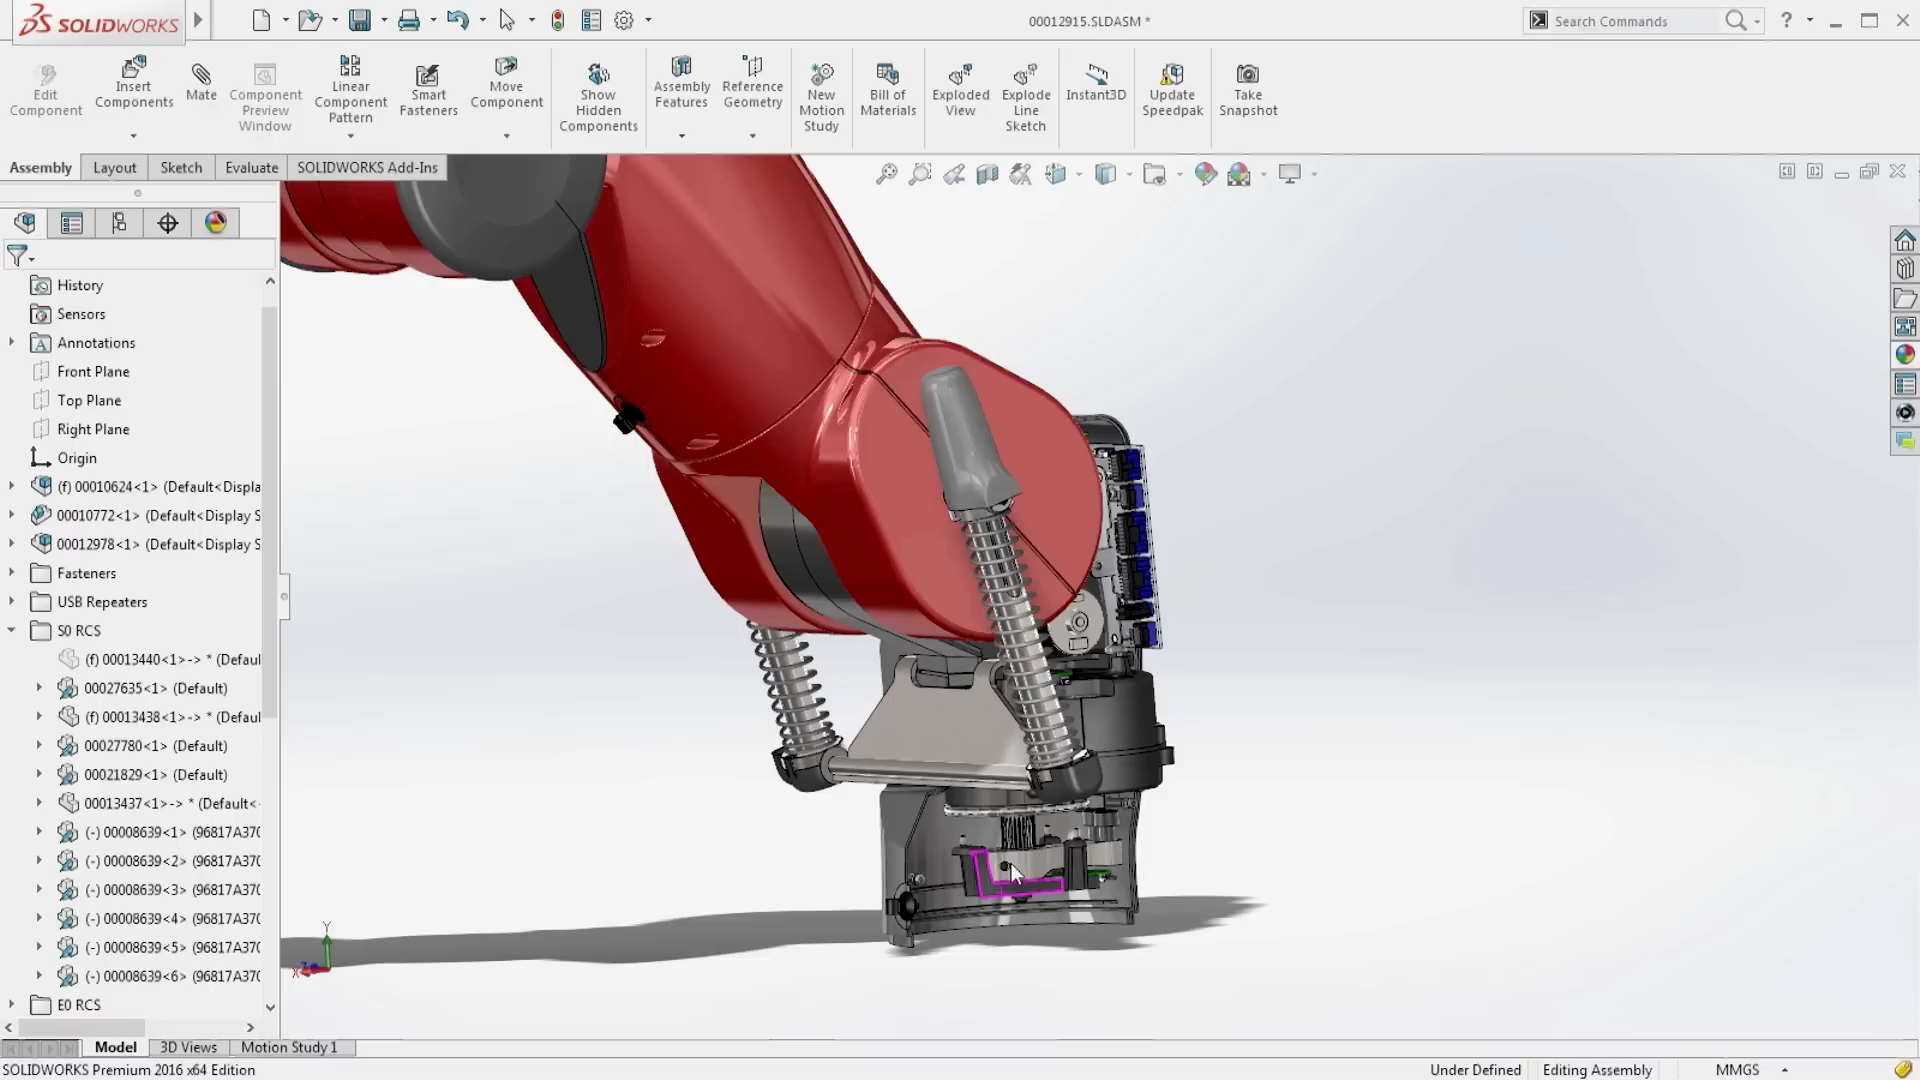 SOLIDWORKS
00012915.SLDASM *
Search Commands
Edit Component
Insert Components
Mate
Component Preview Window
Linear Component Pattern
Smart Fasteners
Move Component
Show Hidden Components
Assembly Features
Reference Geometry
New Motion Study
Bill of Materials
Exploded View
Explode Line Sketch
Instant3D
Update Speedpak
Take Snapshot
Assembly
Layout
Sketch
Evaluate
SOLIDWORKS Add-Ins
History
Sensors
Annotations
Front Plane
Top Plane
Right Plane
Origin
(f) 00010624<1> (Default<Displa
00010772<1> (Default<Display S
00012978<1> (Default<Display S
Fasteners
USB Repeaters
S0 RCS
(f) 00013440<1>-> * (Defaul
00027635<1> (Default)
(f) 00013438<1>-> * (Defaul
00027780<1> (Default)
00021829<1> (Default)
00013437<1>-> * (Default<
(-) 00008639<1> (96817A370
(-) 00008639<2> (96817A370
(-) 00008639<3> (96817A370
(-) 00008639<4> (96817A370
(-) 00008639<5> (96817A370
(-) 00008639<6> (96817A370
E0 RCS
Y
X
Z
Model
3D Views
Motion Study 1
SOLIDWORKS Premium 2016 x64 Edition
Under Defined
Editing Assembly
MMGS